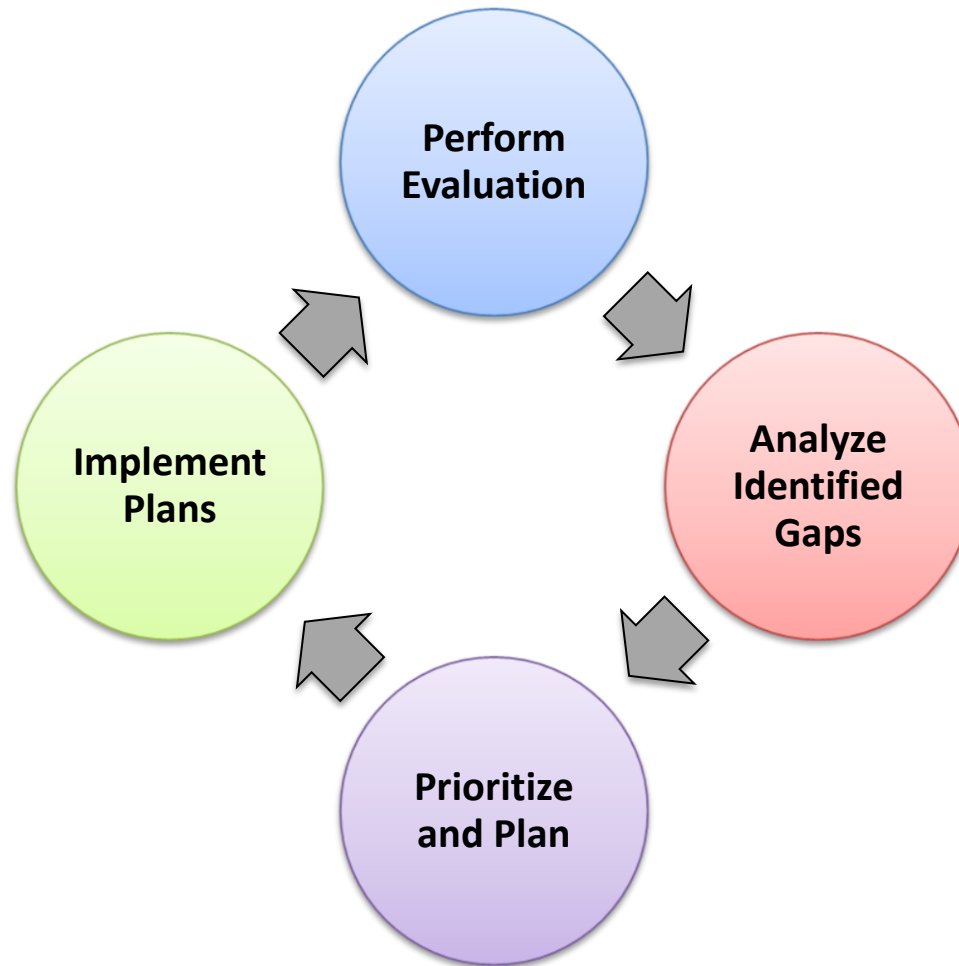 Perform
Evaluation
Analyze
Identified
Gaps
Prioritize
and Plan
Implement
Plans